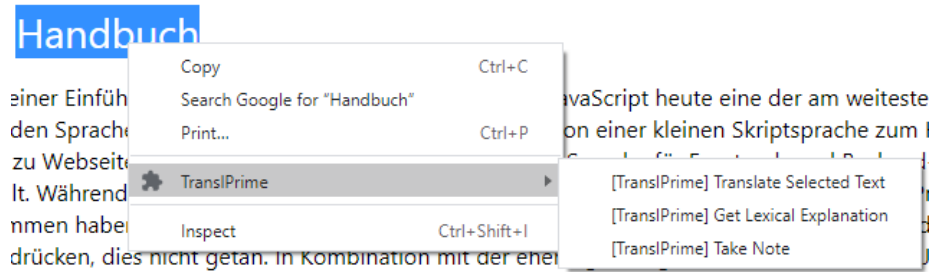 Handbuch
Copy Ctrl+C
einer Einfüh
Search Google for "Handbuch"
avaScript heute eine der am weiteste
den Sprache
Print... Ctrl+P
on einer kleinen Skriptsprache zum
zu Webseite
lt. Während
TranslPrime
[TranslPrime] Translate Selected Text
mmen haben
[TranslPrime] Get Lexical Explanation
Inspect Ctrl+Shift+I
[TranslPrime] Take Note
drücken, dies nicht getan. In Kombination mit der